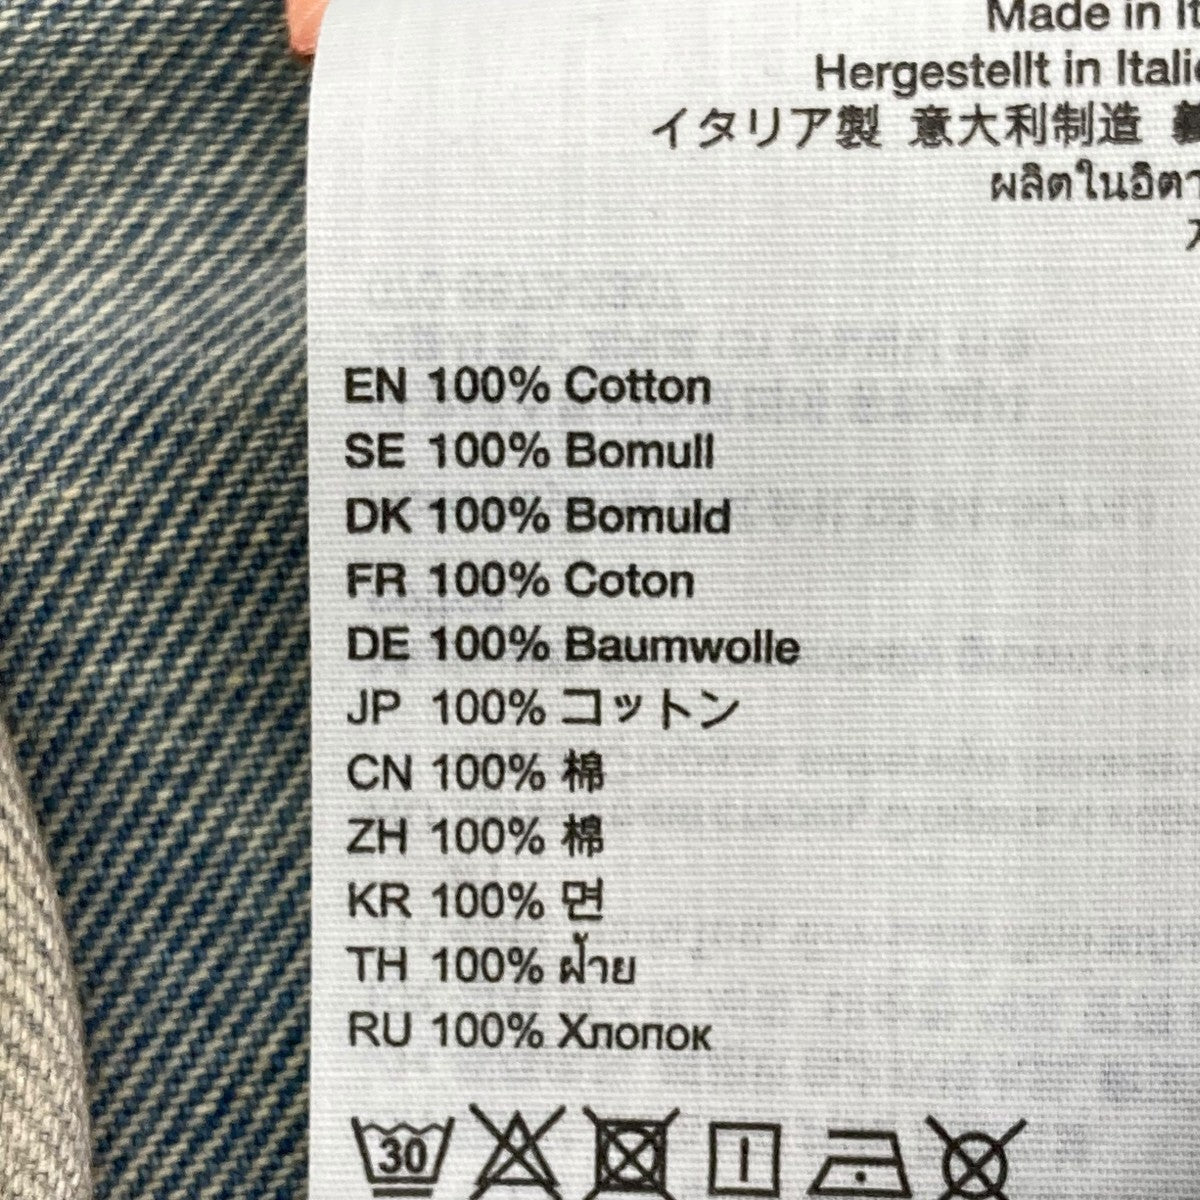 Made in It
Hergestellt in Italie
イタリア製 意大利制造
ผลิตในอิตา
EN 100% Cotton
SE 100% Bomull
DK 100% Bomuld
FR 100% Coton
DE 100% Baumwolle
JP 100% コットン
CN 100% 棉
ZH 100% 棉
KR 100% 면
TH 100% ฝ้าย
RU 100% Хлопок
30